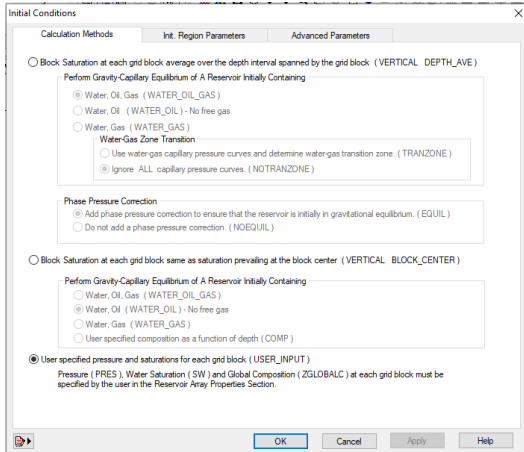 Initial Conditions
Calculation Methods
Init. Region Parameters
Advanced Parameters
Block Saturation at each grid block average over the depth interval spanned by the grid block ( VERTICAL DEPTH_AVE )
Perform Gravity-Capillary Equilibrium of A Reservoir Initially Containing
Water, Oil, Gas ( WATER_OIL_GAS )
Water, Oil ( WATER_OIL ) - No free gas
Water, Gas ( WATER_GAS )
Water-Gas Zone Transition
Use water-gas capillary pressure curves and determine water-gas transition zone. ( TRANZONE )
Ignore ALL capillary pressure curves. ( NOTRANZONE )
Phase Pressure Correction
Add phase pressure correction to ensure that the reservoir is initially in gravitational equilibrium. ( EQUIL )
Do not add a phase pressure correction. ( NOEQUIL )
Block Saturation at each grid block same as saturation prevailing at the block center ( VERTICAL BLOCK_CENTER )
Perform Gravity-Capillary Equilibrium of A Reservoir Initially Containing
Water, Oil, Gas ( WATER_OIL_GAS )
Water, Oil ( WATER_OIL ) - No free gas
Water, Gas ( WATER_GAS )
User specified composition as a function of depth ( COMP )
User specified pressure and saturations for each grid block ( USER_INPUT )
Pressure ( PRES ), Water Saturation ( SW ) and Global Composition ( ZGLOBALC ) at each grid block must be
specified by the user in the Reservoir Array Properties Section.
OK
Cancel
Apply
Help